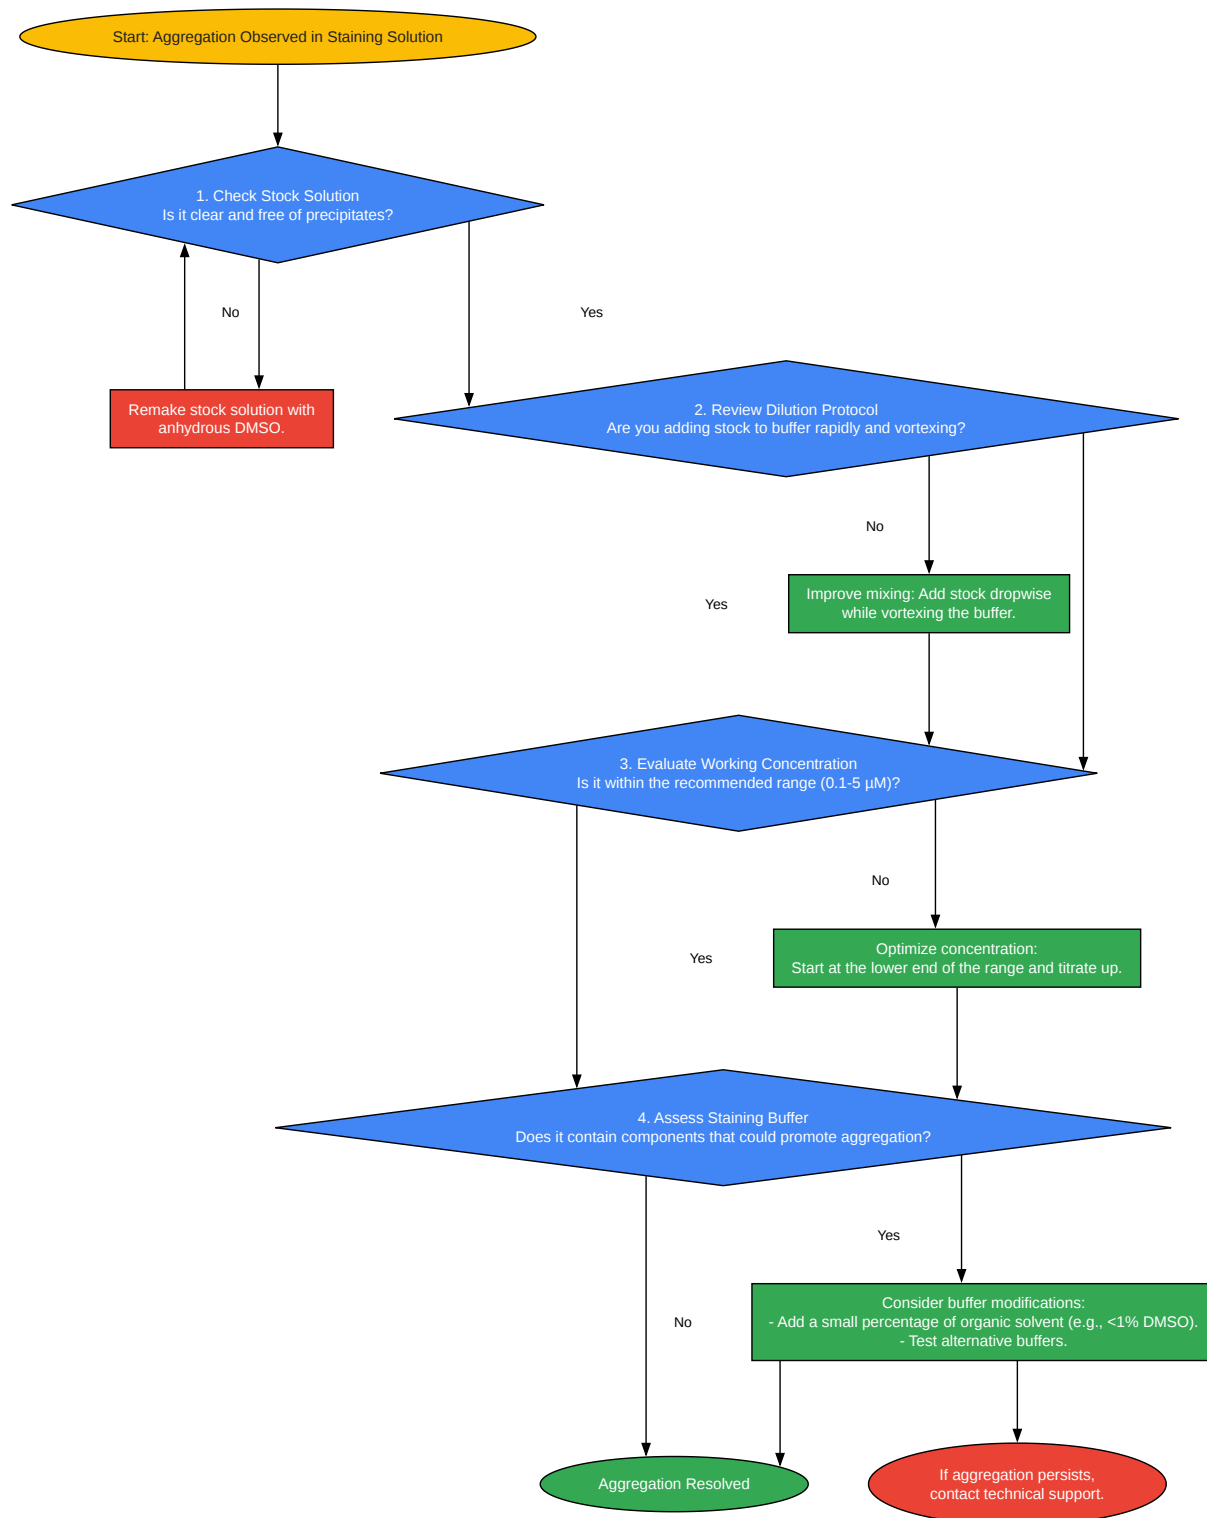 Start: Aggregation Observed in Staining Solution
1. Check Stock Solution
Is it clear and free of precipitates?
No
Yes
Remake stock solution with
anhydrous DMSO.
2. Review Dilution Protocol
Are you adding stock to buffer rapidly and vortexing?
No
Yes
Improve mixing: Add stock dropwise
while vortexing the buffer.
3. Evaluate Working Concentration
Is it within the recommended range (0.1-5 µM)?
No
Yes
Optimize concentration:
Start at the lower end of the range and titrate up.
4. Assess Staining Buffer
Does it contain components that could promote aggregation?
Yes
No
Consider buffer modifications:
- Add a small percentage of organic solvent (e.g., <1% DMSO).
- Test alternative buffers.
Aggregation Resolved
If aggregation persists,
contact technical support.